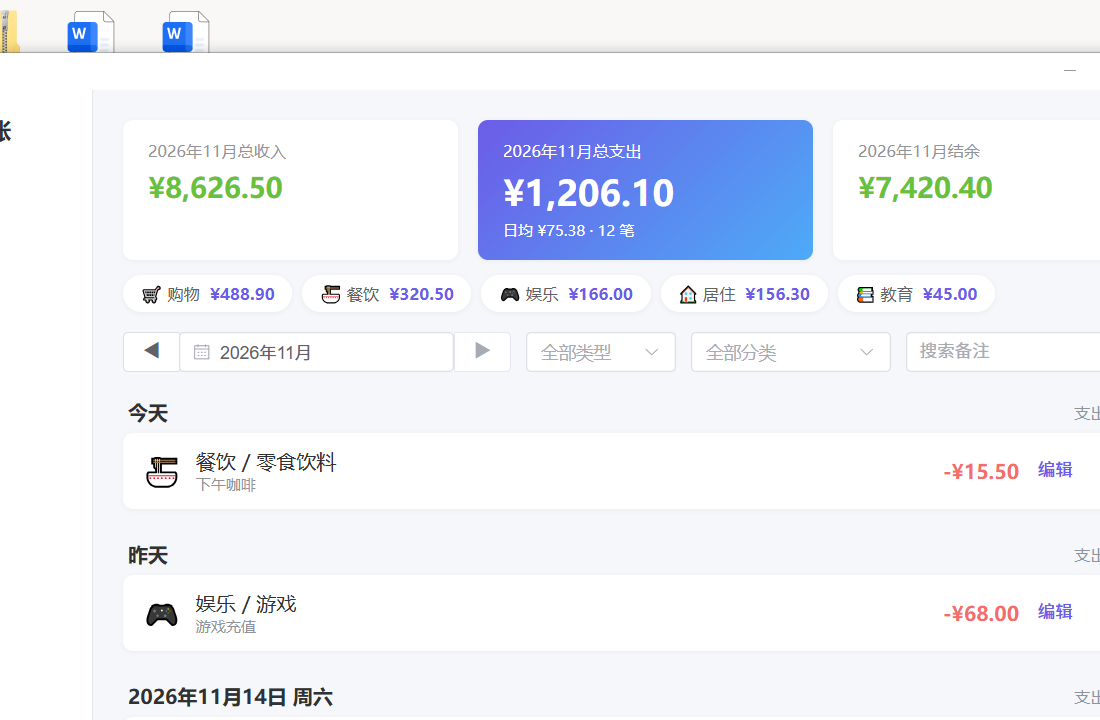 W
W
账
2026年11月总收入
¥8,626.50
2026年11月总支出
¥1,206.10
日均 ¥75.38 · 12 笔
2026年11月结余
¥7,420.40
购物 ¥488.90
餐饮 ¥320.50
娱乐 ¥166.00
居住 ¥156.30
教育 ¥45.00
2026年11月
全部类型
全部分类
搜索备注
今天
支出
餐饮 / 零食饮料
下午咖啡
-¥15.50
编辑
昨天
支出
娱乐 / 游戏
游戏充值
-¥68.00
编辑
2026年11月14日 周六
支出